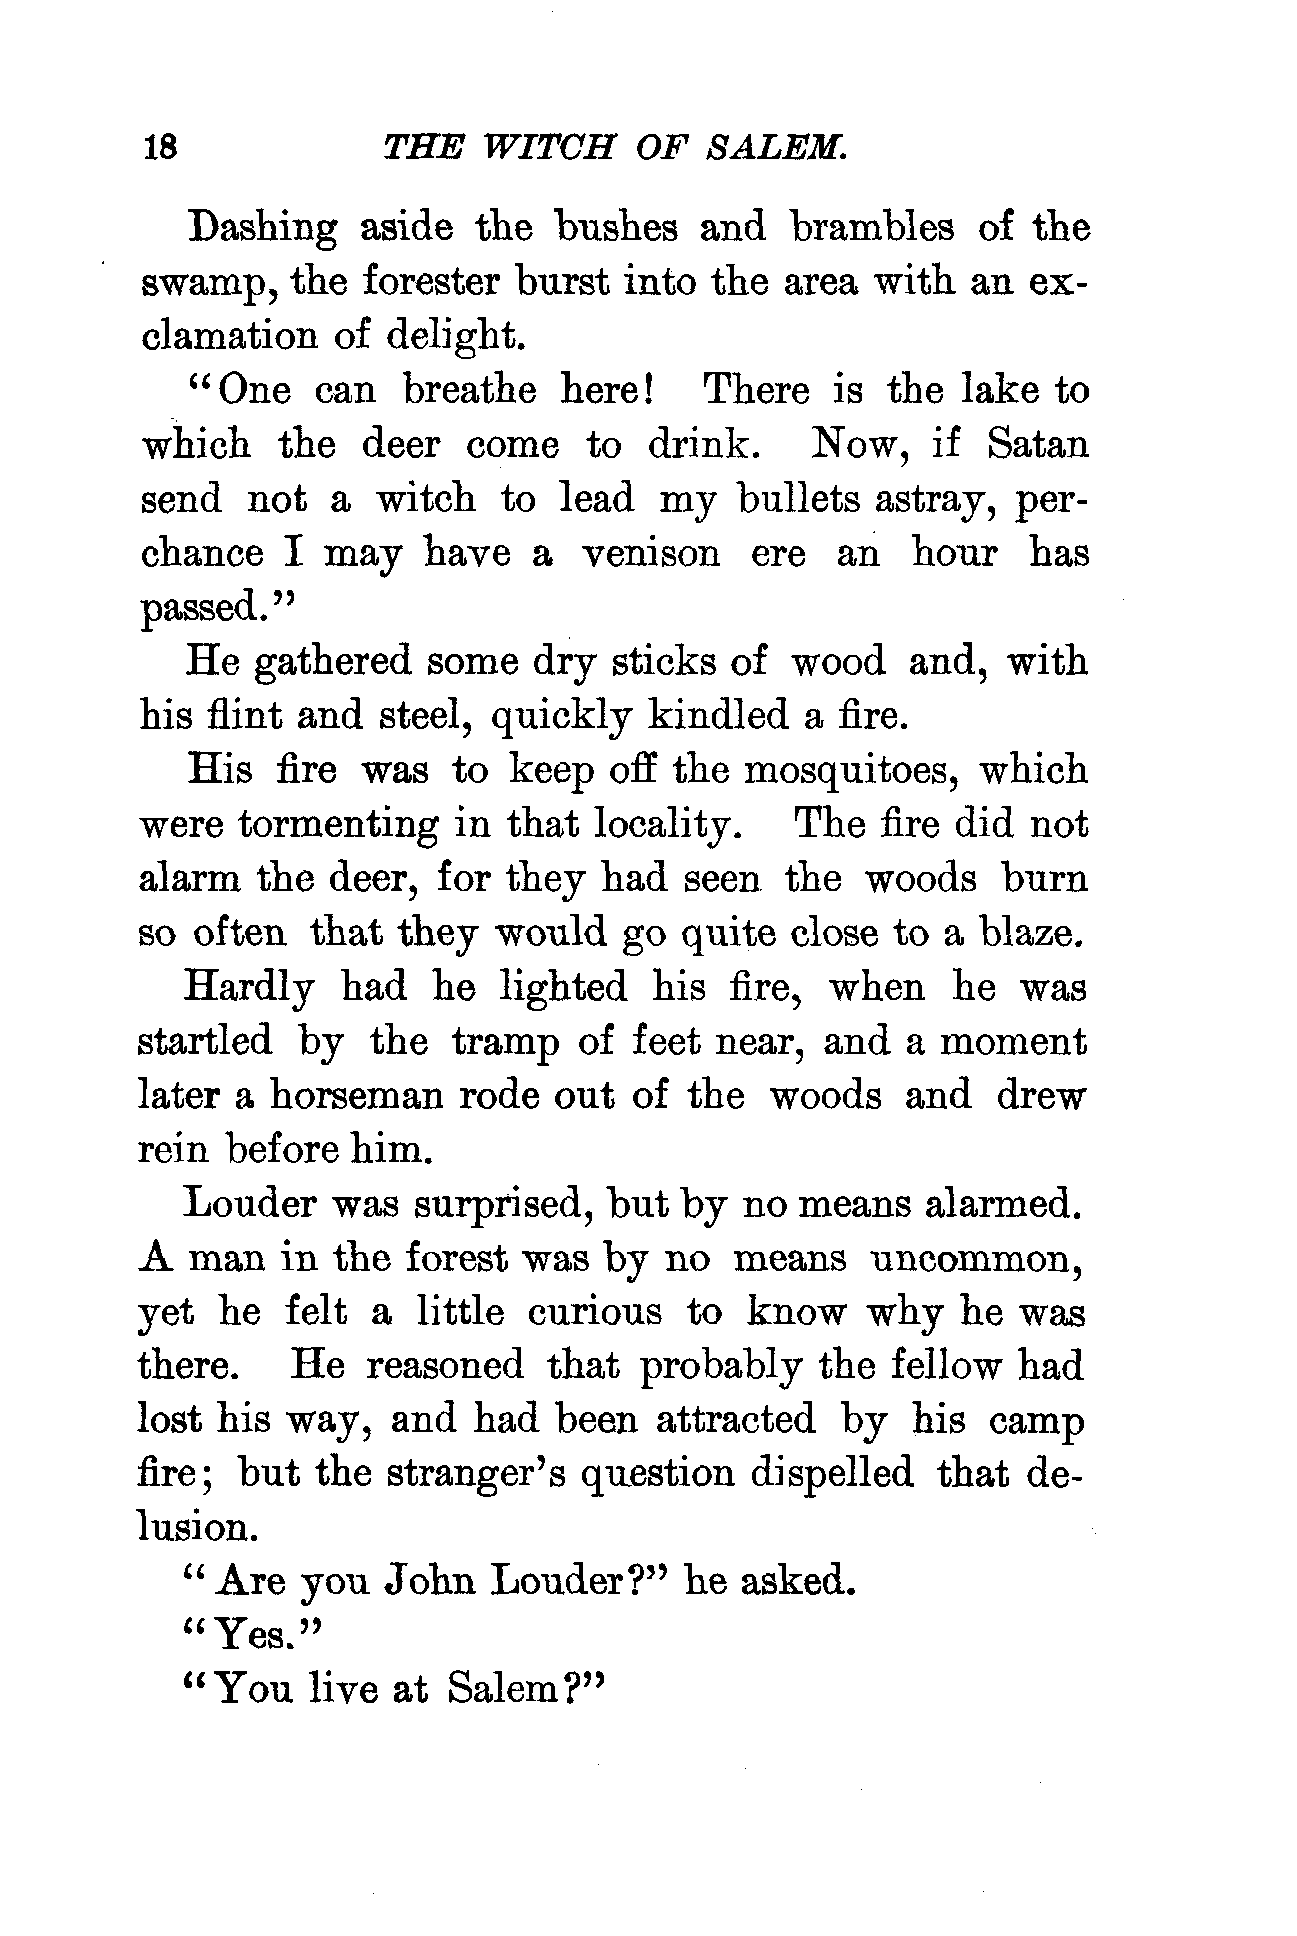 18 THE WITCH OF SALEM.
Dashing aside the bushes and brambles of the
swamp, the forester burst into the area with an ex-
clamation of delight.
"One can breathe here! There is the lake to
which the deer come to drink. Now, if Satan
send not a witch to lead my bullets astray, per-
chance I may have a venison ere an hour has
passed."
He gathered some dry sticks of wood and, with
his flint and steel, quickly kindled a fire.
His fire was to keep off the mosquitoes, which
were tormenting in that locality. The fire did not
alarm the deer, for they had seen the woods burn
so often that they would go quite close to a blaze.
Hardly had he lighted his fire, when he was
startled by the tramp of feet near, and a moment
later a horseman rode out of the woods and drew
rein before him.
Louder was surprised, but by no means alarmed.
A man in the forest was by no means uncommon,
yet he felt a little curious to know why he was
there. He reasoned that probably the fellow had
lost his way, and had been attracted by his camp
fire; but the stranger's question dispelled that de-
lusion.
"Are you John Louder?" he asked.
"Yes."
"You live at Salem?"